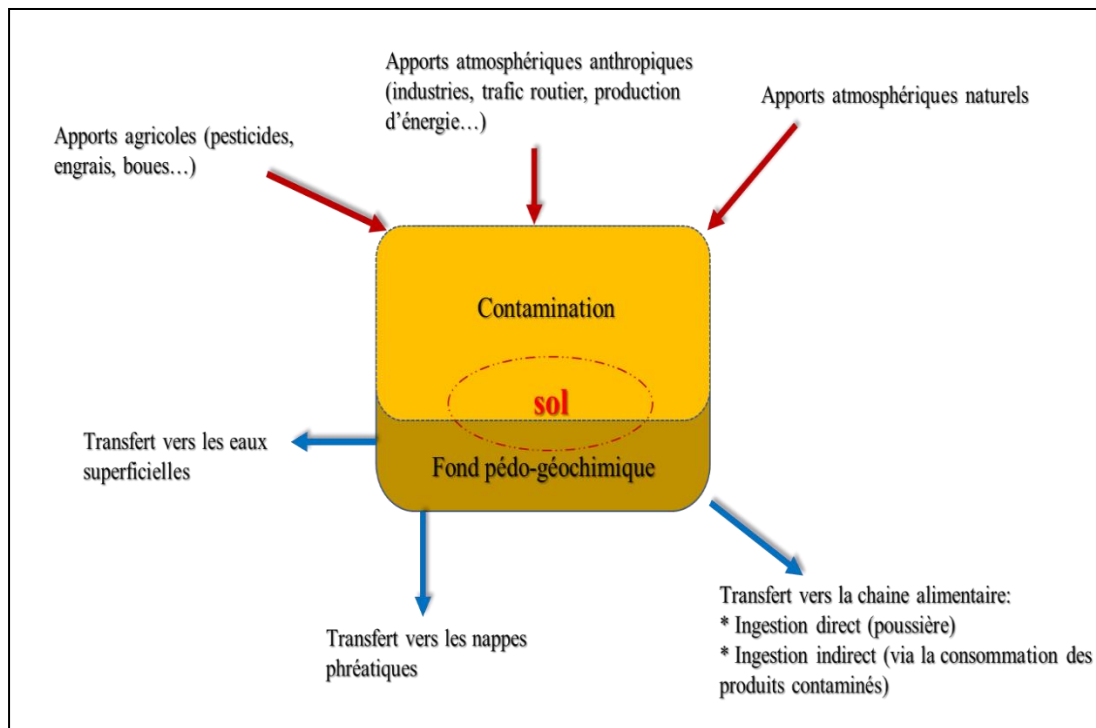 Apports atmosphériques anthropiques
(industries, trafic routier, production
d'énergie…)
Apports atmosphériques naturels
Apports agricoles (pesticides,
engrais, boues…)
Contamination
sol
Fond pédo-géochimique
Transfert vers les eaux
superficielles
Transfert vers les nappes
phréatiques
Transfert vers la chaine alimentaire:
* Ingestion direct (poussière)
* Ingestion indirect (via la consommation des
produits contaminés)